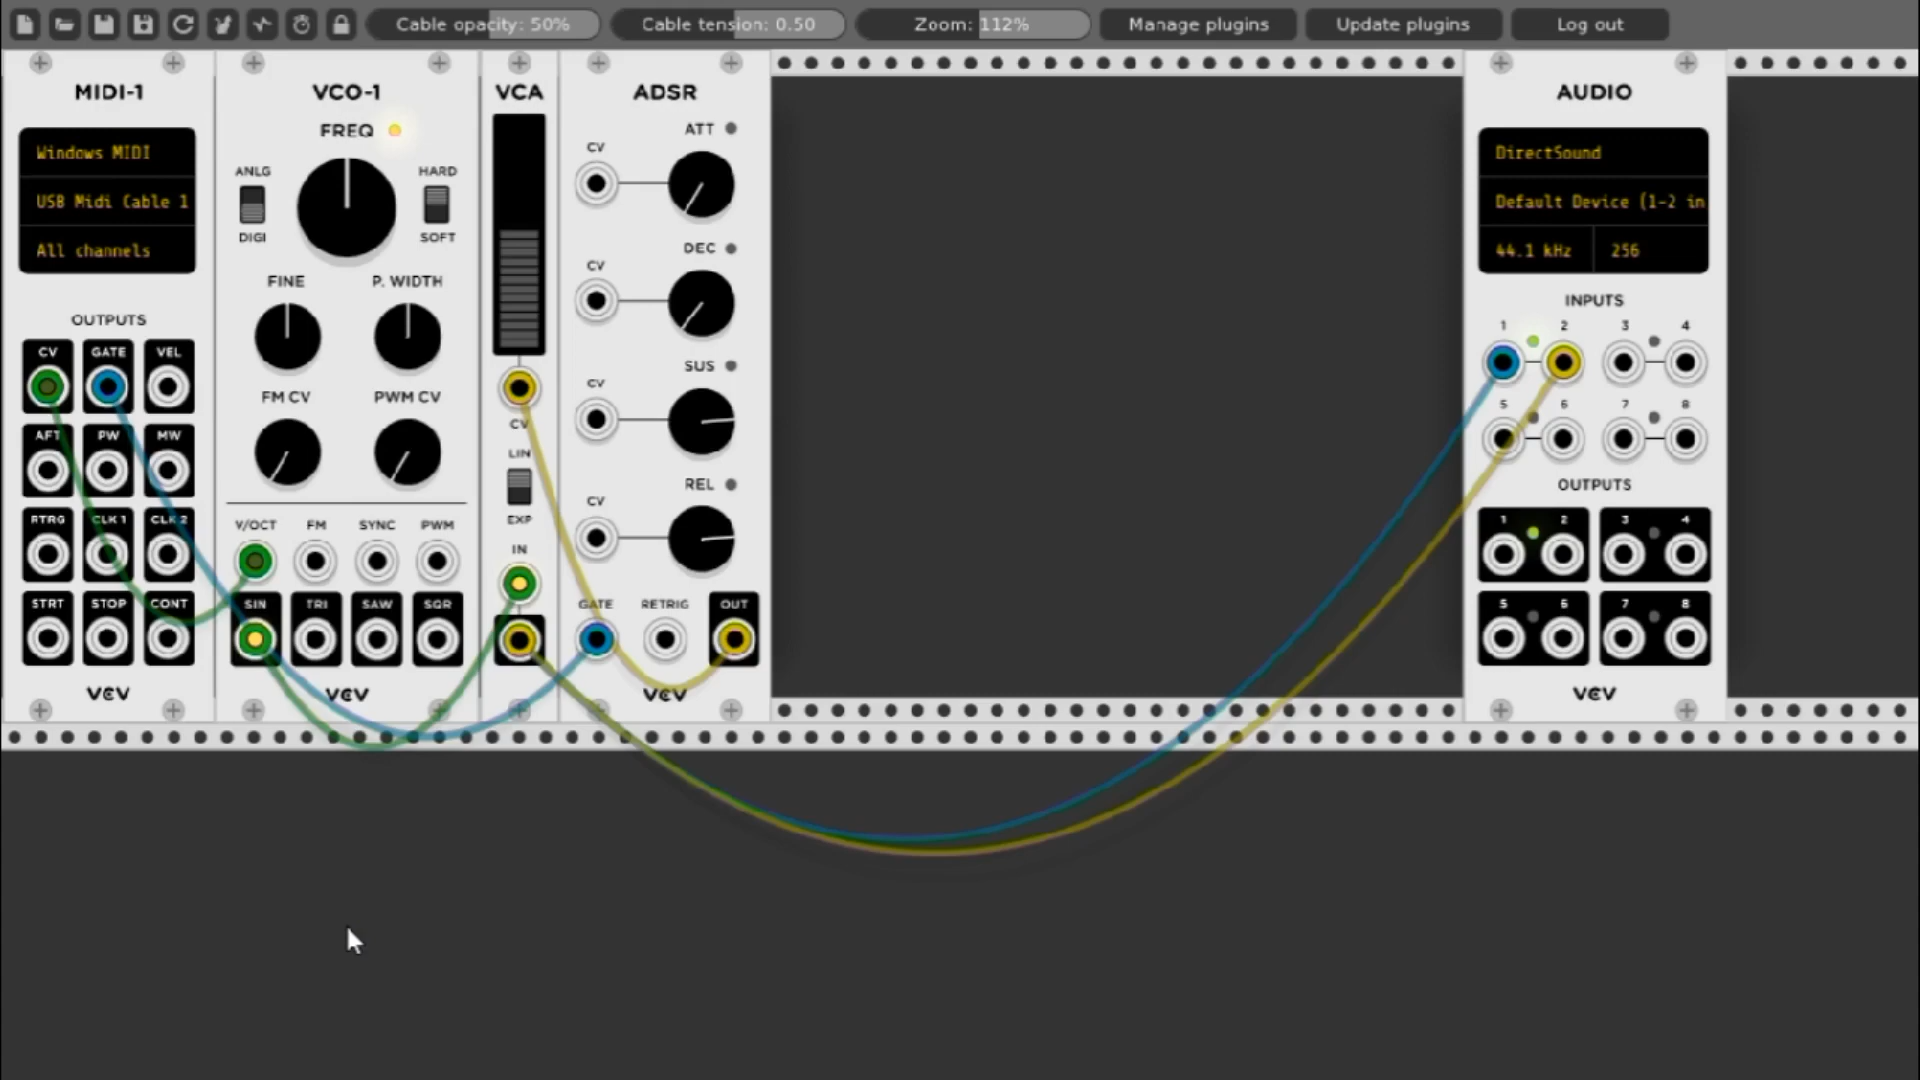 Cable opacity: 50% Cable tension: 0.50 Zoom: 112% Manage plugins Update plugins Log out
MIDI-1
Windows MIDI
USB Midi Cable 1
All channels
OUTPUTS
CV GATE VEL
AFT PW MW
RTRG CLK 1 CLK 2
STRT STOP CONT
VCV
VCO-1
FREQ
ANLG HARD
DIGI SOFT
FINE P. WIDTH
FM CV PWM CV
V/OCT FM SYNC PWM
SIN TRI SAW SQR
VCV
VCA
CV
LIN
EXP
IN
ADSR
ATT
CV
DEC
CV
SUS
CV
REL
CV
GATE RETRIG OUT
VCV
AUDIO
DirectSound
Default Device (1-2 in
44.1 kHz 256
INPUTS
1 2 3 4
5 6 7 8
OUTPUTS
1 2 3 4
5 6 7 8
VCV